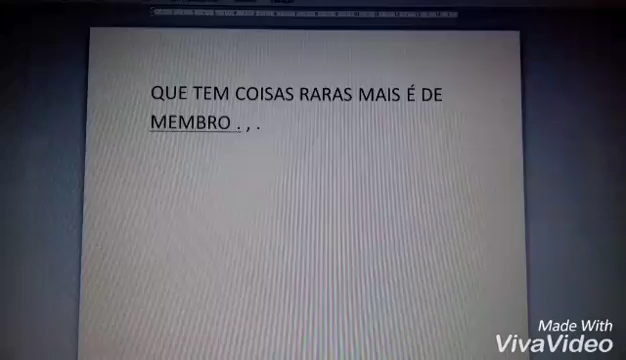 QUE TEM COISAS RARAS MAIS É DE
MEMBRO . , .
Made With
VivaVideo